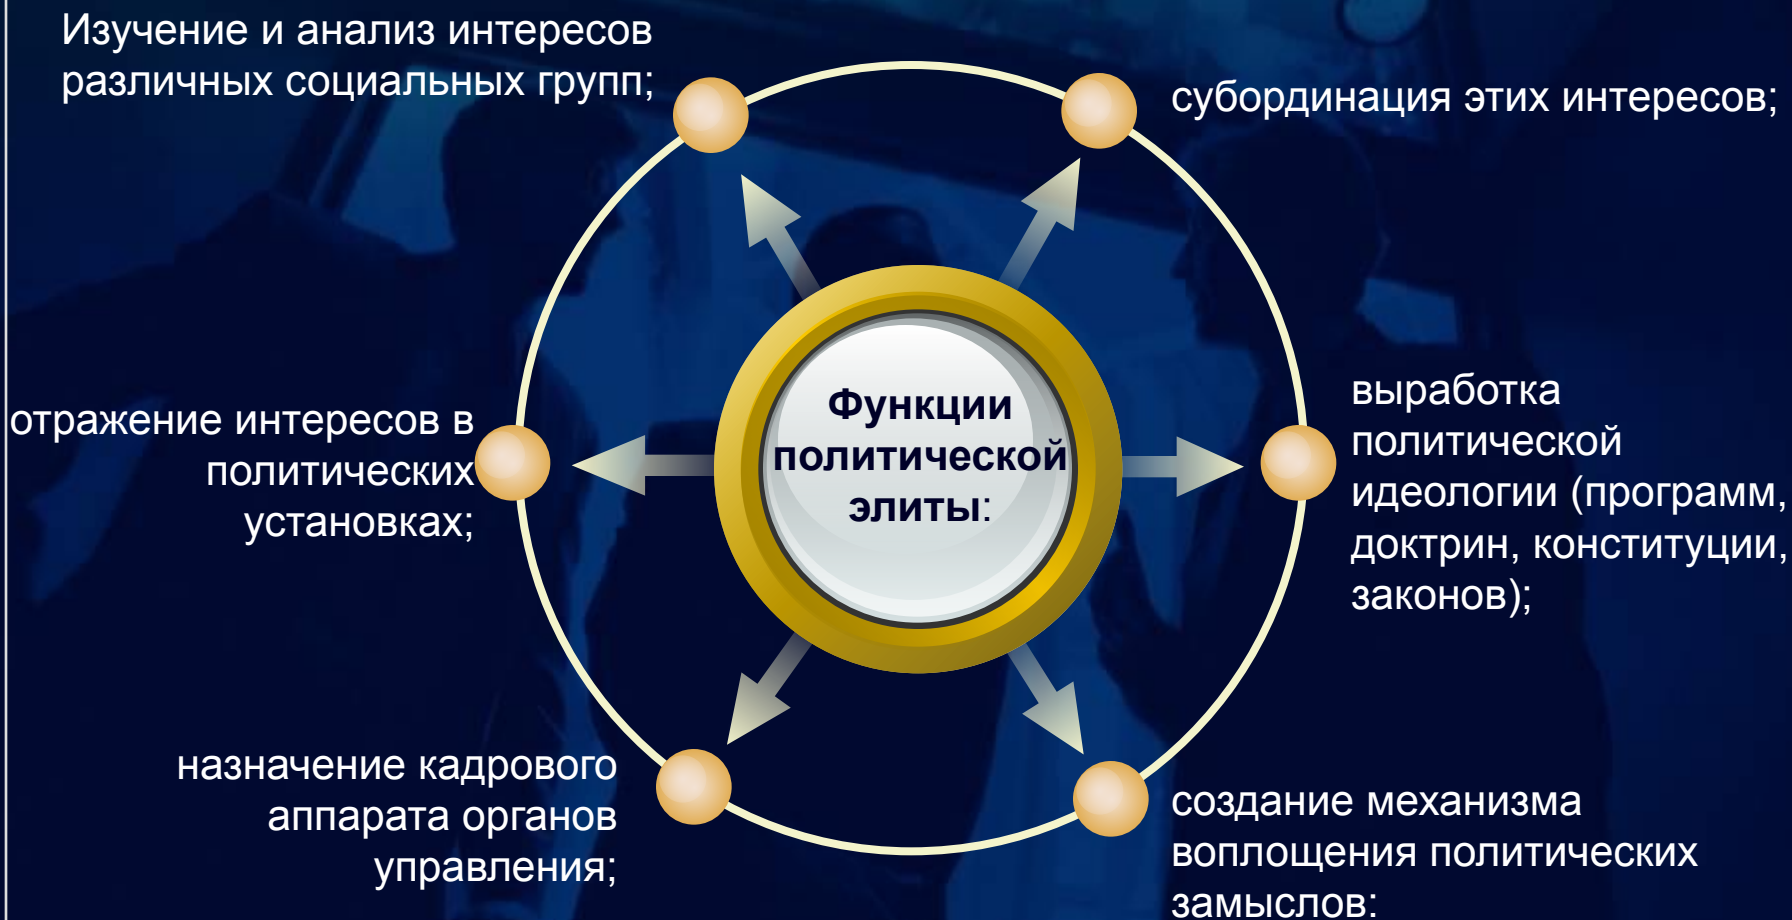 Изучение и анализ интересов
различных социальных групп;
субординация этих интересов;
отражение интересов в
политических
установках;
Функции
политической
элиты:
выработка
политической
идеологии (программ,
доктрин, конституции,
законов);
назначение кадрового
аппарата органов
управления;
создание механизма
воплощения политических
замыслов: